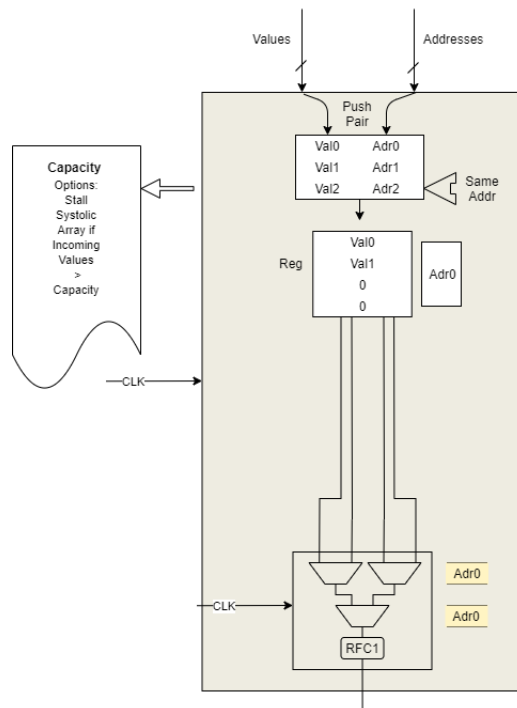 Values
Addresses
Push
Pair
Val0 Adr0
Val1 Adr1
Val2 Adr2
Same
Addr
Capacity
Options:
Stall
Systolic
Array if
Incoming
Values
>
Capacity
Reg
Val0
Val1
0
0
Adr0
CLK
Adr0
CLK
Adr0
RFC1